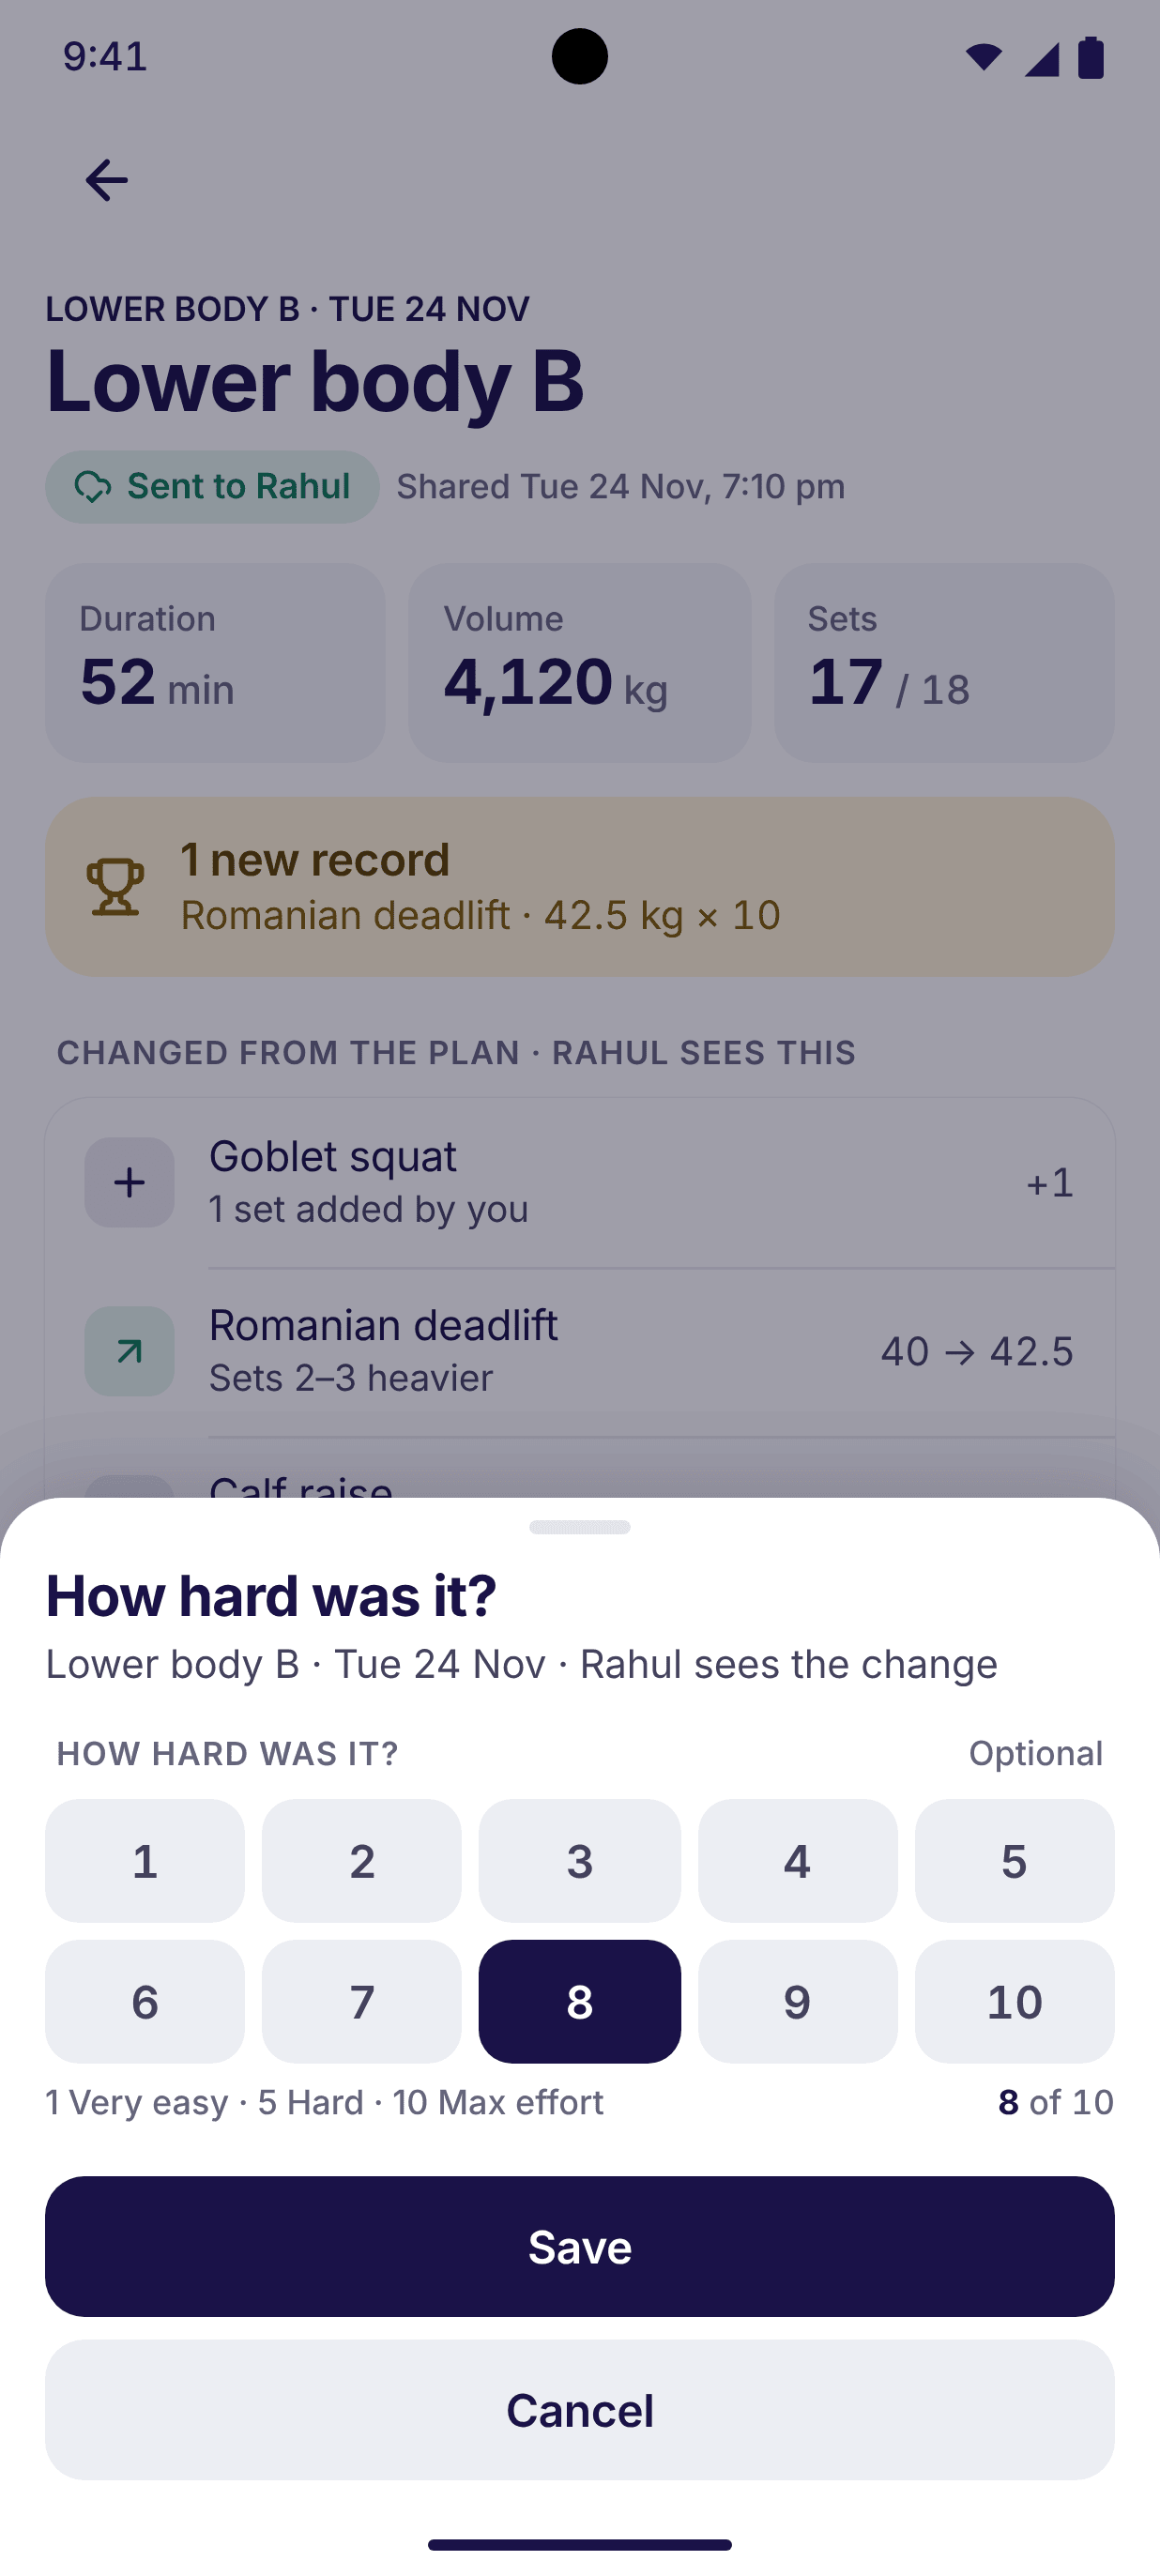 9:41
LOWER BODY B · TUE 24 NOV
Lower body B
Sent to Rahul Shared Tue 24 Nov, 7:10 pm
Duration Volume Sets
52 min 4,120 kg 17 / 18
1 new record
Romanian deadlift · 42.5 kg × 10
CHANGED FROM THE PLAN · RAHUL SEES THIS
Goblet squat
1 set added by you
+1
Romanian deadlift
Sets 2–3 heavier
40 → 42.5
Calf raise
How hard was it?
Lower body B · Tue 24 Nov · Rahul sees the change
HOW HARD WAS IT? Optional
1 2 3 4 5
6 7 8 9 10
1 Very easy · 5 Hard · 10 Max effort 8 of 10
Save
Cancel